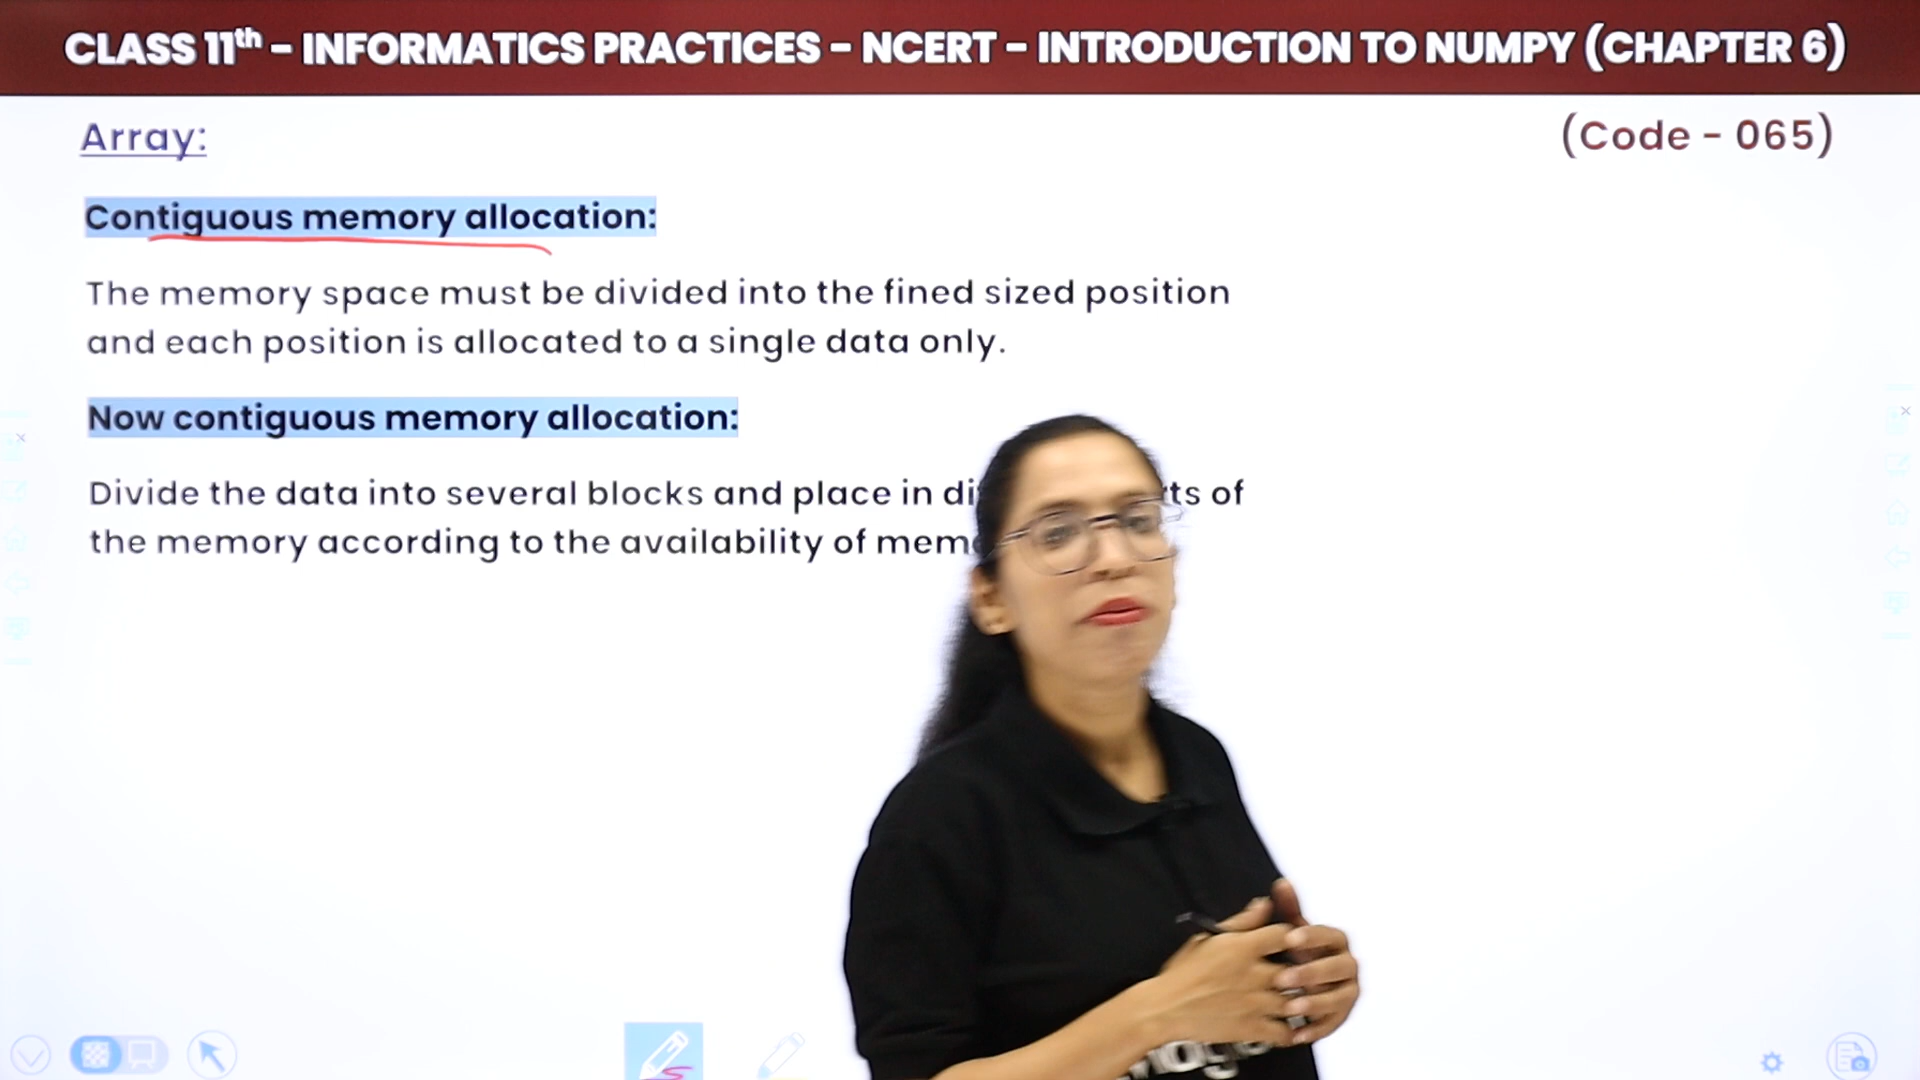 CLASS 11th - INFORMATICS PRACTICES - NCERT - INTRODUCTION TO NUMPY (CHAPTER 6)
Array:
(Code - 065)
Contiguous memory allocation:
The memory space must be divided into the fined sized position
and each position is allocated to a single data only.
Now contiguous memory allocation:
Divide the data into several blocks and place in of
the memory according to the availability of